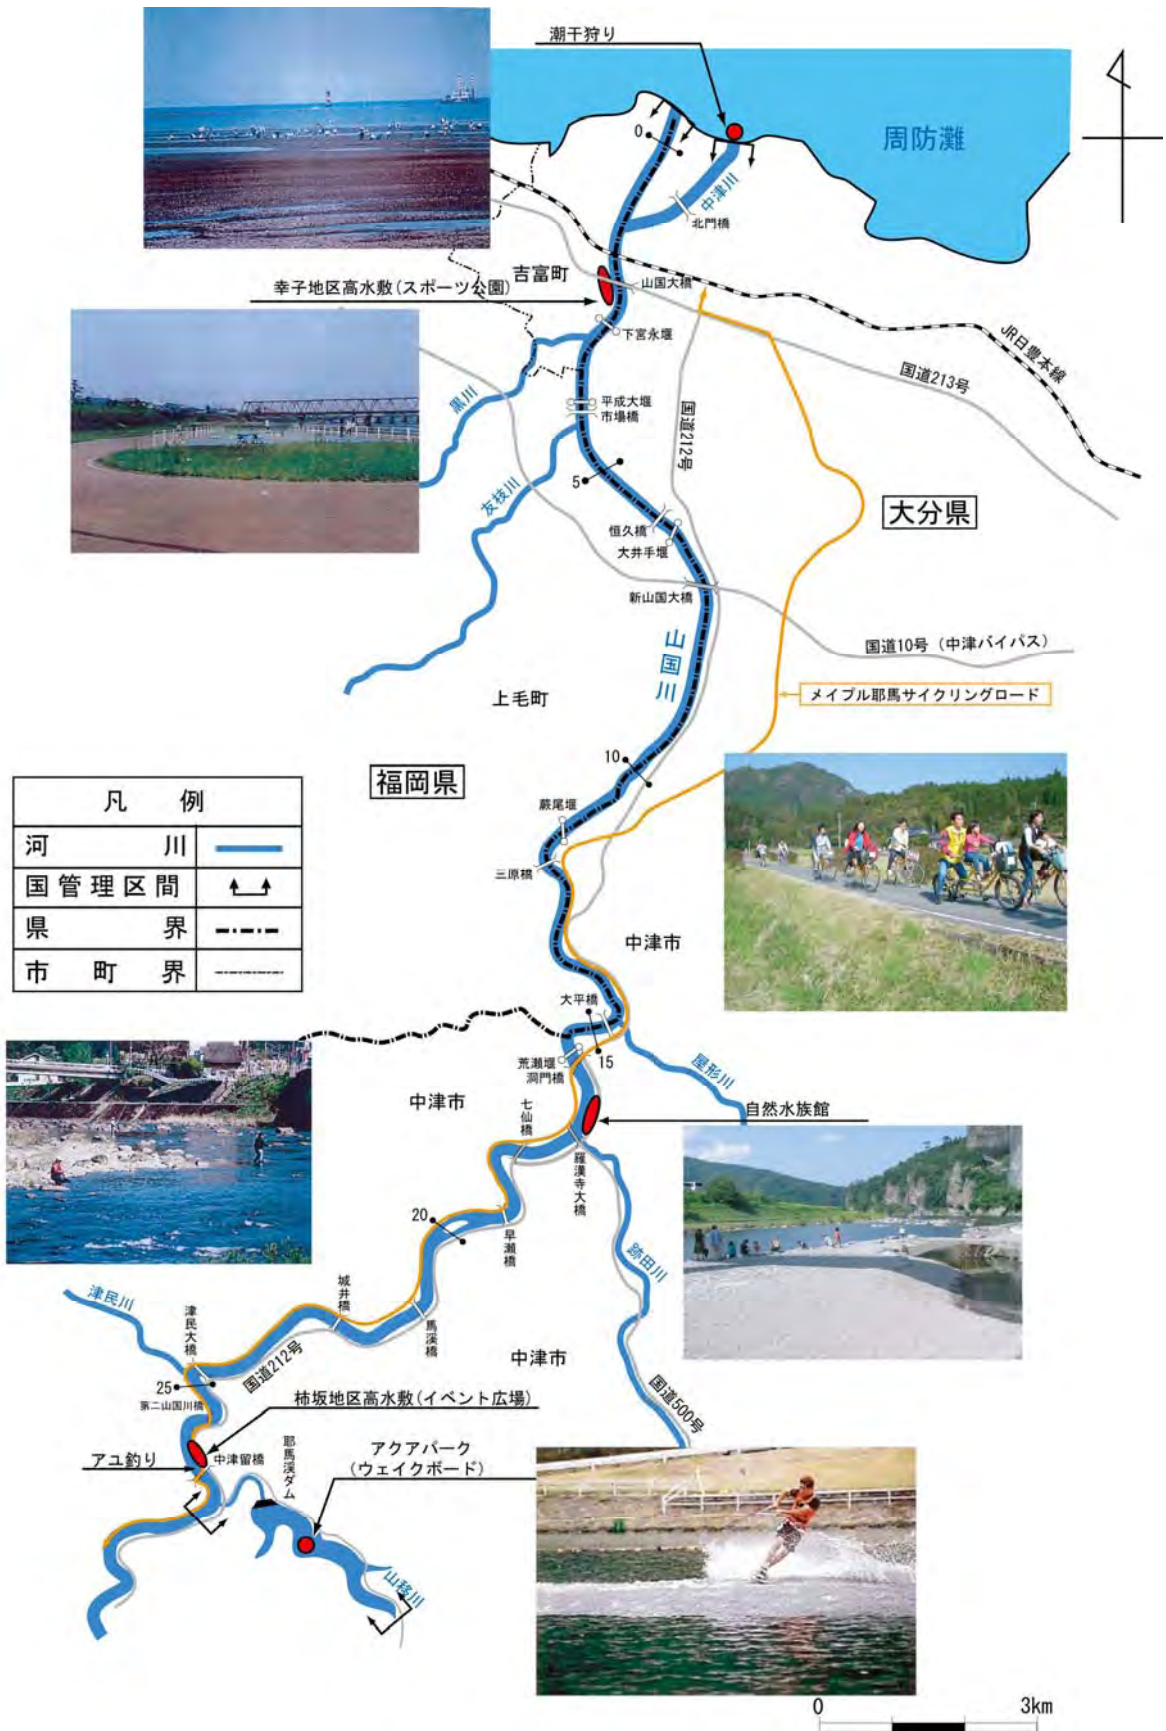 潮干狩り
周防灘
0
中津川
北門橋
吉富町
山国大橋
幸子地区高水敷(スポーツ公園)
下宮永堰
JR日豊本線
国道213号
黒川
平成大堰
市場橋
国道212号
友枝川
5
大分県
恒久橋
大井手堰
新山国大橋
山国川
国道10号(中津バイパス)
上毛町
メイプル耶馬サイクリングロード
10
福岡県
凡 例
河 川
国管理区間
県 界
市 町 界
蕨尾堰
三原橋
中津市
大平橋
荒瀬堰
洞門橋
15
屋形川
中津市
七仙橋
自然水族館
羅漢寺大橋
20
早瀬橋
跡田川
津民川
津民大橋
城井橋
馬渓橋
中津市
国道212号
25
第二山国川橋
国道500号
柿坂地区高水敷(イベント広場)
アユ釣り
中津留橋
耶馬渓ダム
アクアパーク
(ウェイクボード)
山移川
0 3km